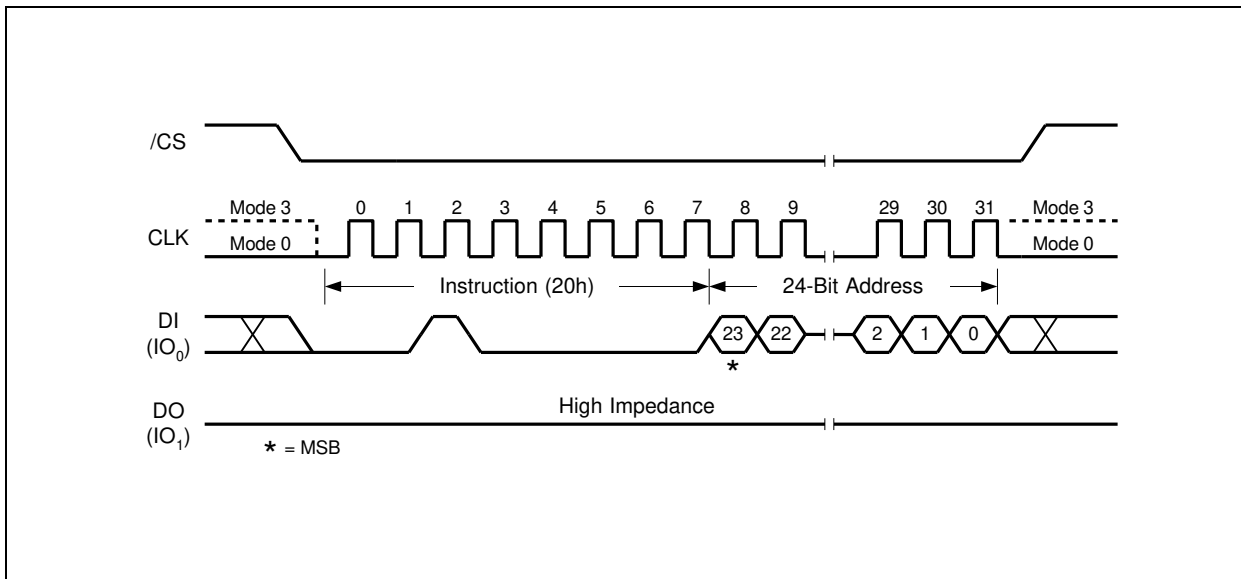 /CS
Mode 3 0 1 2 3 4 5 6 7 8 9 29 30 31 Mode 3
CLK
Mode 0 Mode 0
Instruction (20h) 24-Bit Address
DI
(IO0)
23 22 2 1 0
*
High Impedance
DO
(IO1)
* = MSB